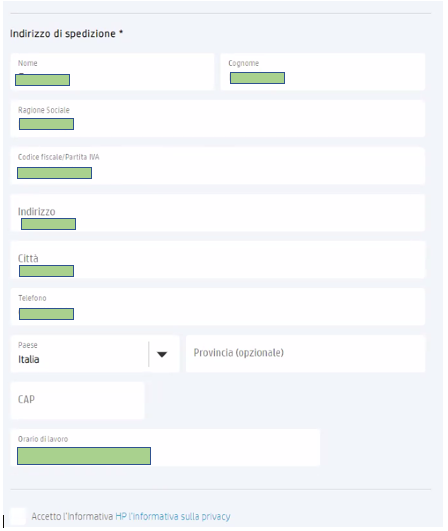 Indirizzo di spedizione *
Nome Cognome
Ragione Sociale
Codice fiscale/Partita IVA
Indirizzo
Città
Telefono
Paese
Italia Provincia (opzionale)
CAP
Orario di lavoro
Accetto l'Informativa HP l'informativa sulla privacy